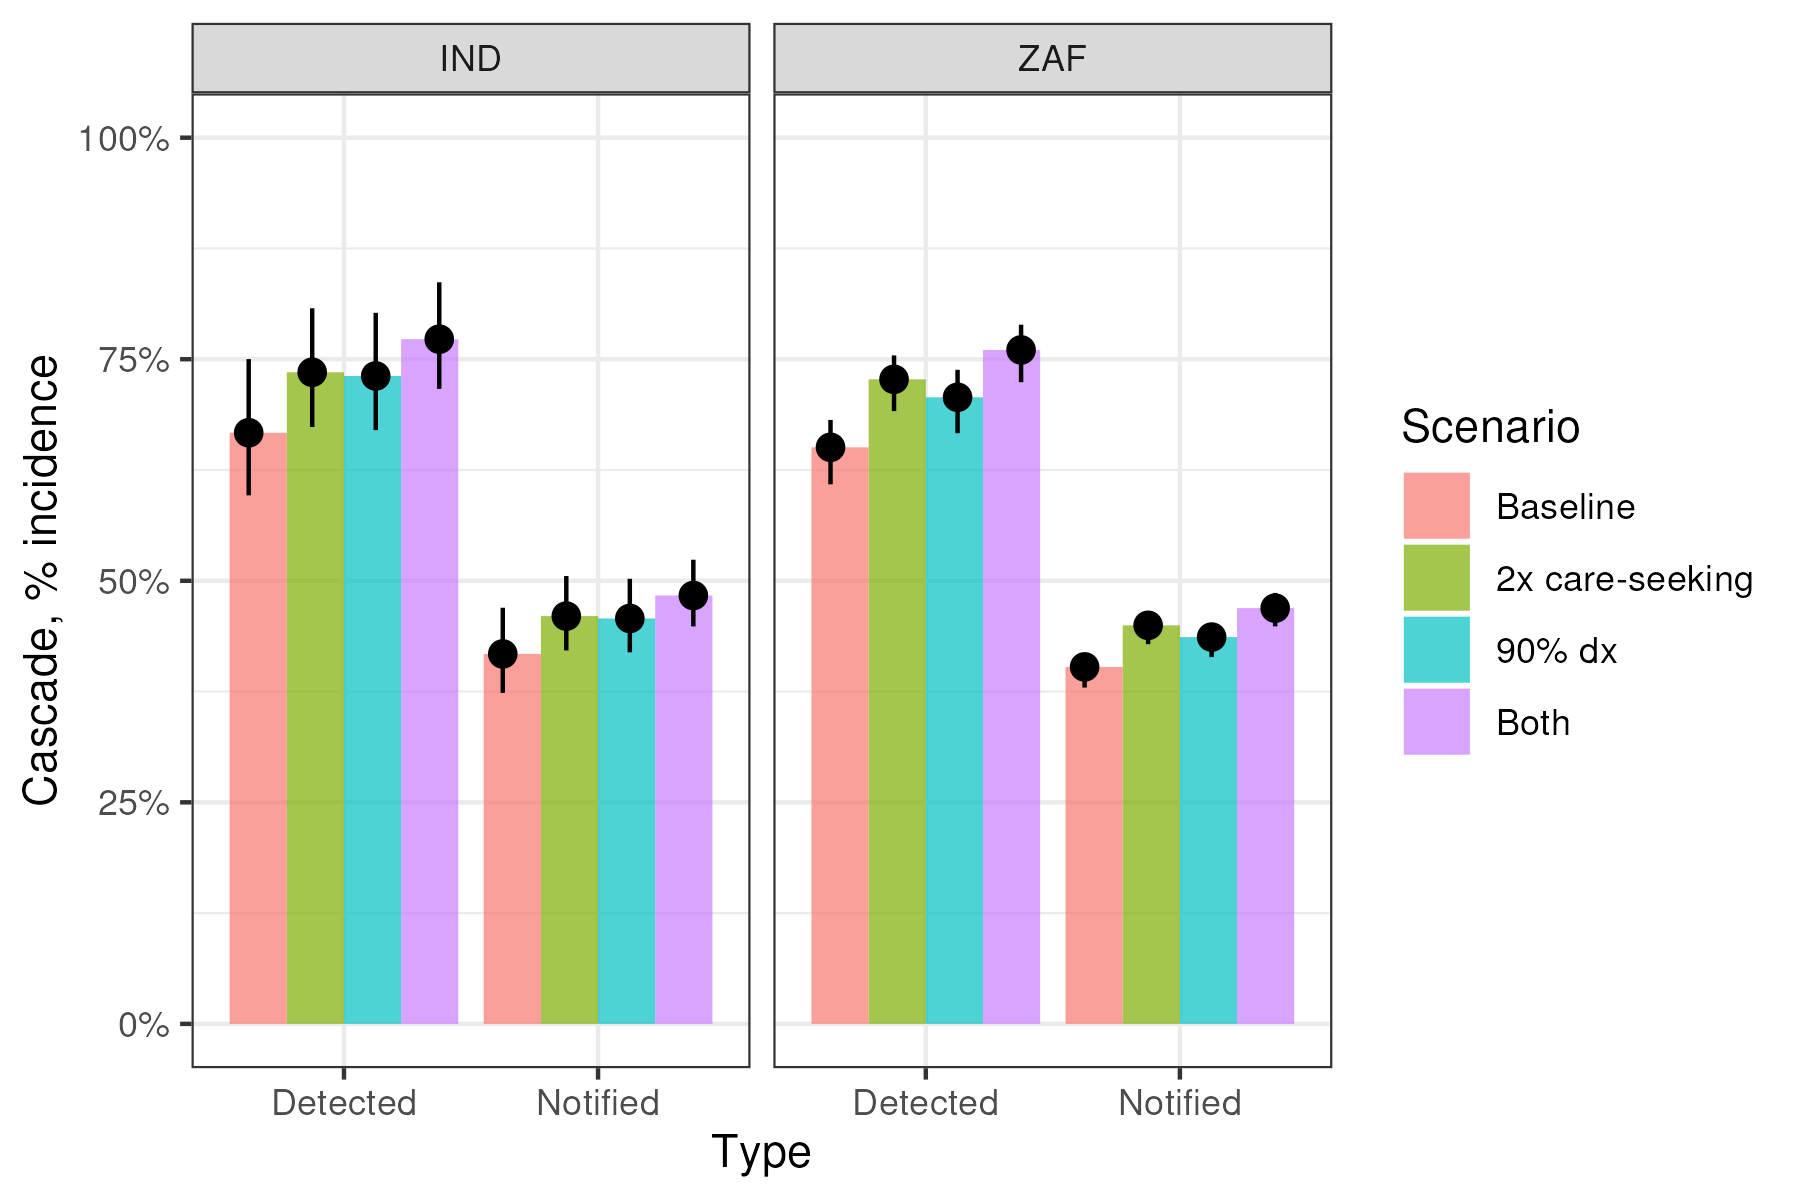 IND
ZAF
Cascade, % incidence
100%
75%
50%
25%
0%
Detected
Notified
Detected
Notified
Type
Scenario
Baseline
2x care-seeking
90% dx
Both